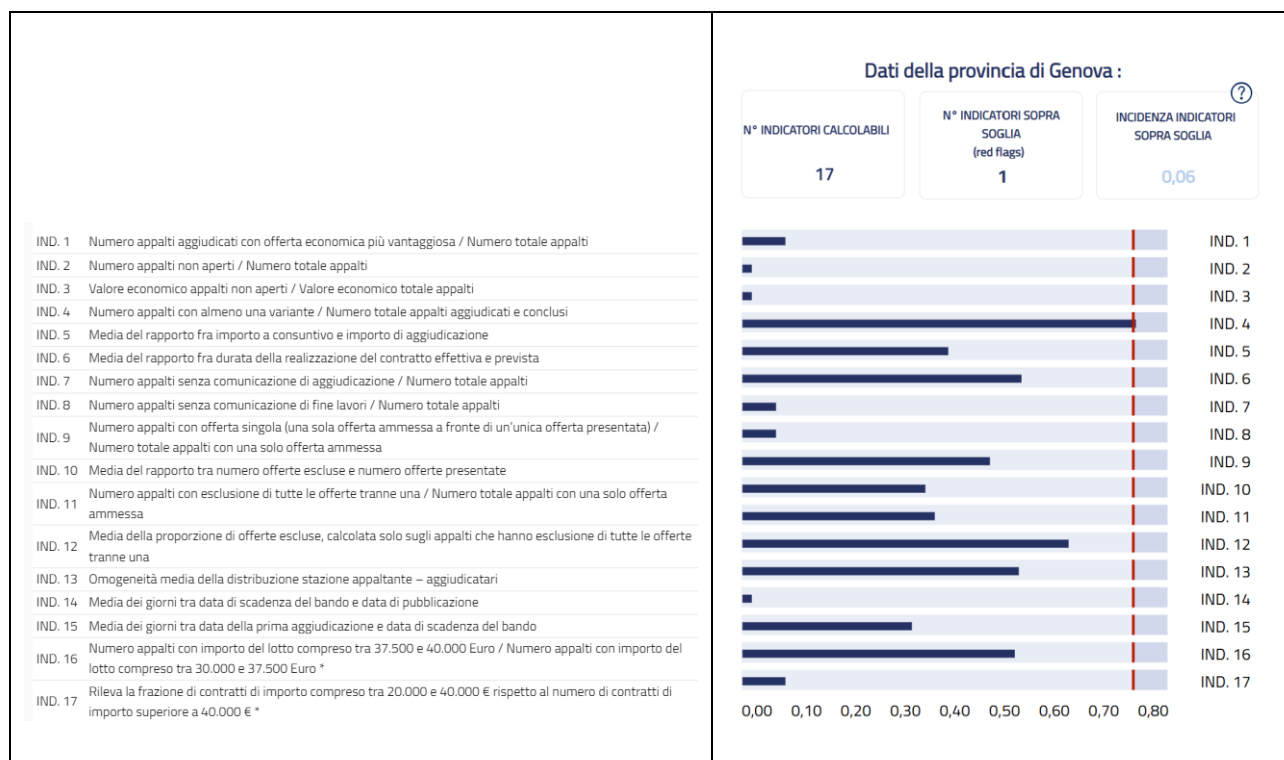 IND. 1 Numero appalti aggiudicati con offerta economica più vantaggiosa / Numero totale appalti
IND. 2 Numero appalti non aperti / Numero totale appalti
IND. 3 Valore economico appalti non aperti / Valore economico totale appalti
IND. 4 Numero appalti con almeno una variante / Numero totale appalti aggiudicati e conclusi
IND. 5 Media del rapporto fra importo a consuntivo e importo di aggiudicazione
IND. 6 Media del rapporto fra durata della realizzazione del contratto effettiva e prevista
IND. 7 Numero appalti senza comunicazione di aggiudicazione / Numero totale appalti
IND. 8 Numero appalti senza comunicazione di fine lavori / Numero totale appalti
IND. 9 Numero appalti con offerta singola (una sola offerta ammessa a fronte di un'unica offerta presentata) /
Numero totale appalti con una solo offerta ammessa
IND. 10 Media del rapporto tra numero offerte escluse e numero offerte presentate
IND. 11 Numero appalti con esclusione di tutte le offerte tranne una / Numero totale appalti con una solo offerta
ammessa
IND. 12 Media della proporzione di offerte escluse, calcolata solo sugli appalti che hanno esclusione di tutte le offerte
tranne una
IND. 13 Omogeneità media della distribuzione stazione appaltante – aggiudicatari
IND. 14 Media dei giorni tra data di scadenza del bando e data di pubblicazione
IND. 15 Media dei giorni tra data della prima aggiudicazione e data di scadenza del bando
IND. 16 Numero appalti con importo del lotto compreso tra 37.500 e 40.000 Euro / Numero appalti con importo del
lotto compreso tra 30.000 e 37.500 Euro *
IND. 17 Rileva la frazione di contratti di importo compreso tra 20.000 e 40.000 € rispetto al numero di contratti di
importo superiore a 40.000 € *
Dati della provincia di Genova :
?
N° INDICATORI CALCOLABILI
17
N° INDICATORI SOPRA
SOGLIA
(red flags)
1
INCIDENZA INDICATORI
SOPRA SOGLIA
0,06
IND. 1
IND. 2
IND. 3
IND. 4
IND. 5
IND. 6
IND. 7
IND. 8
IND. 9
IND. 10
IND. 11
IND. 12
IND. 13
IND. 14
IND. 15
IND. 16
IND. 17
0,00 0,10 0,20 0,30 0,40 0,50 0,60 0,70 0,80